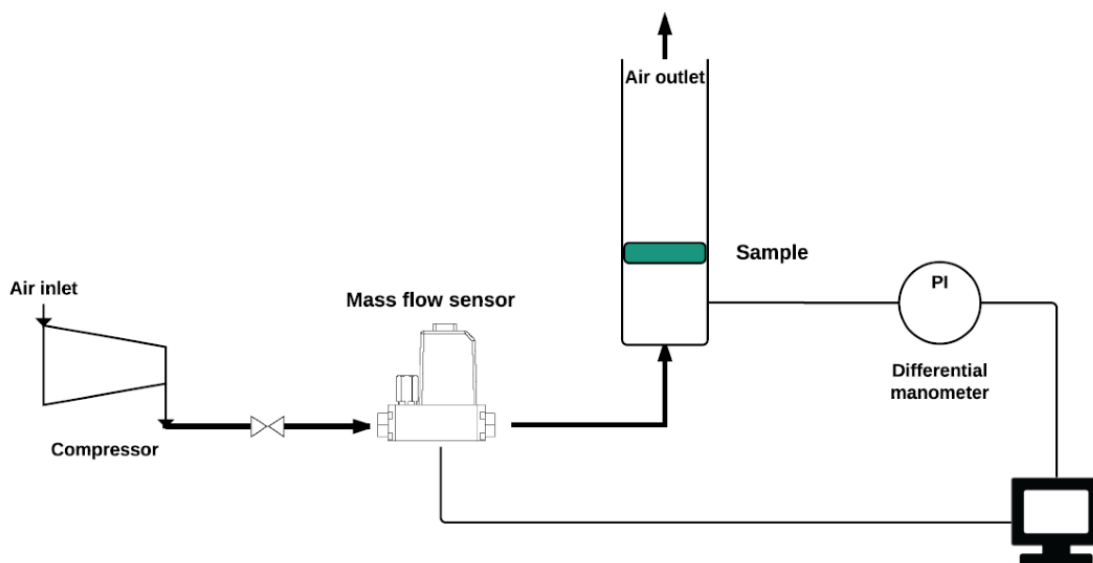 Air outlet
Sample
Air inlet
Mass flow sensor
PI
Differential
manometer
Compressor